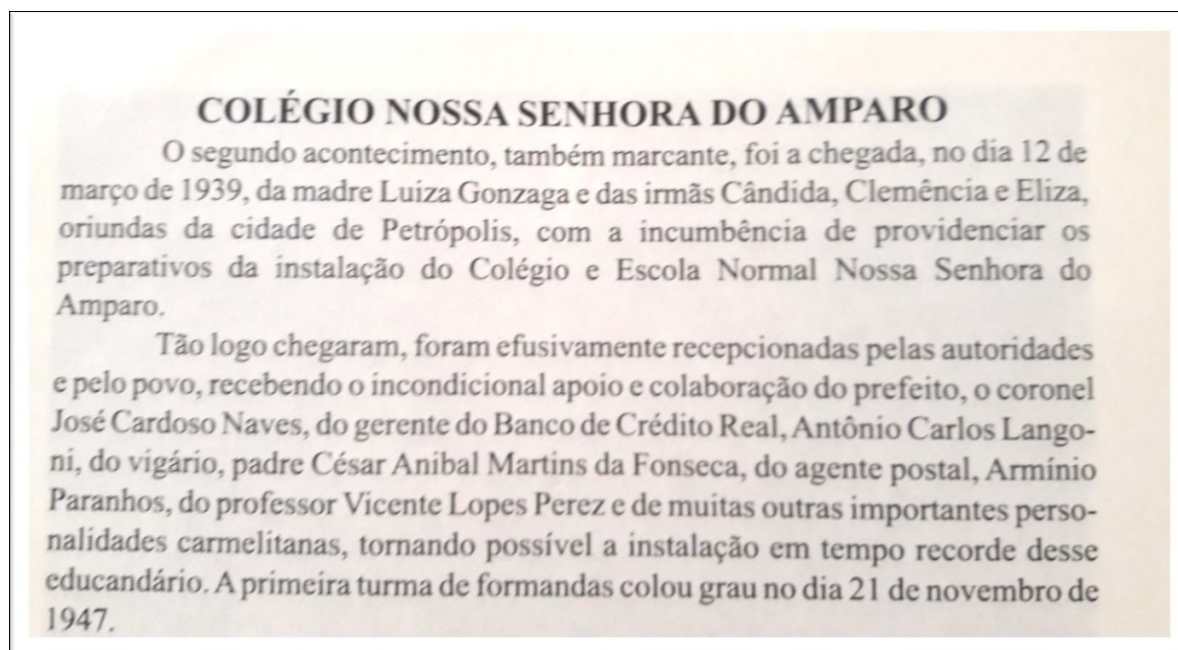 COLÉGIO NOSSA SENHORA DO AMPARO
O segundo acontecimento, também marcante, foi a chegada, no dia 12 de
março de 1939, da madre Luiza Gonzaga e das irmãs Cândida, Clemência e Eliza,
oriundas da cidade de Petrópolis, com a incumbência de providenciar os
preparativos da instalação do Colégio e Escola Normal Nossa Senhora do
Amparo.
Tão logo chegaram, foram efusivamente recepcionadas pelas autoridades
e pelo povo, recebendo o incondicional apoio e colaboração do prefeito, o coronel
José Cardoso Naves, do gerente do Banco de Crédito Real, Antônio Carlos Lango-
ni, do vigário, padre César Anibal Martins da Fonseca, do agente postal, Armínio
Paranhos, do professor Vicente Lopes Perez e de muitas outras importantes perso-
nalidades carmelitanas, tornando possível a instalação em tempo recorde desse
educandário. A primeira turma de formandas colou grau no dia 21 de novembro de
1947.